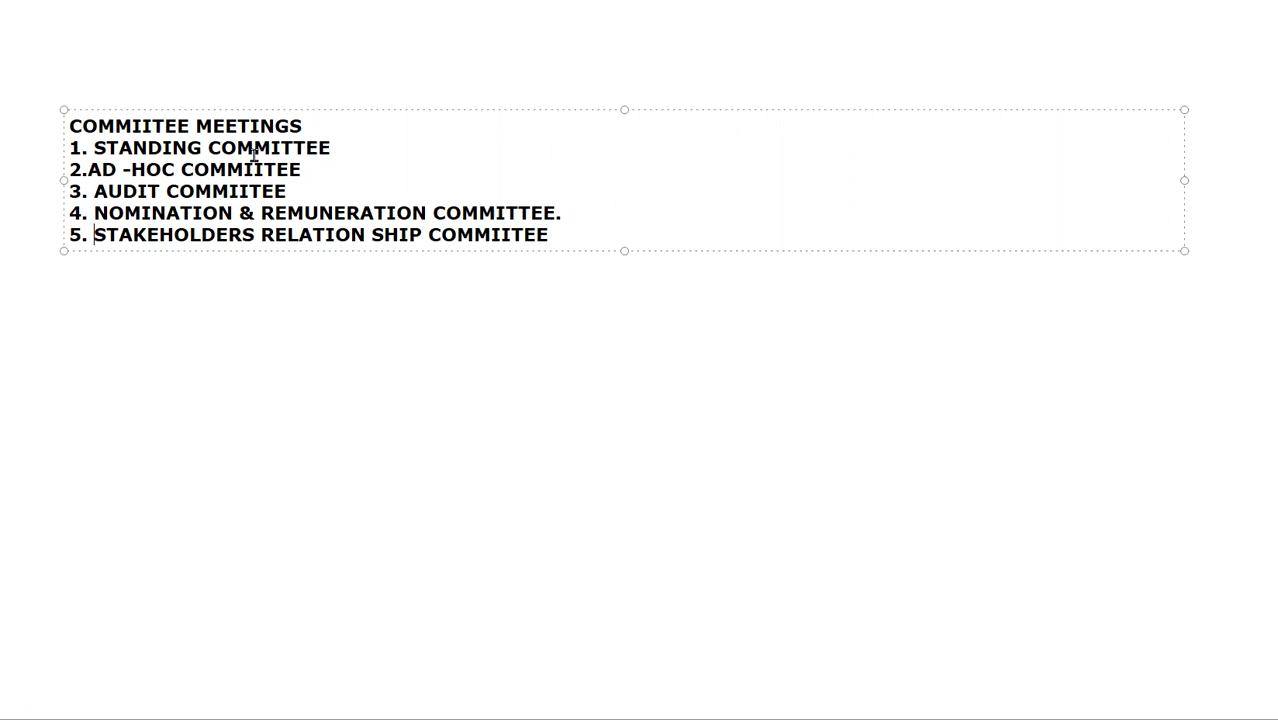 COMMIITEE MEETINGS
1. STANDING COMMITTEE
2.AD -HOC COMMIITEE
3. AUDIT COMMIITEE
4. NOMINATION & REMUNERATION COMMITTEE.
5. STAKEHOLDERS RELATION SHIP COMMIITEE